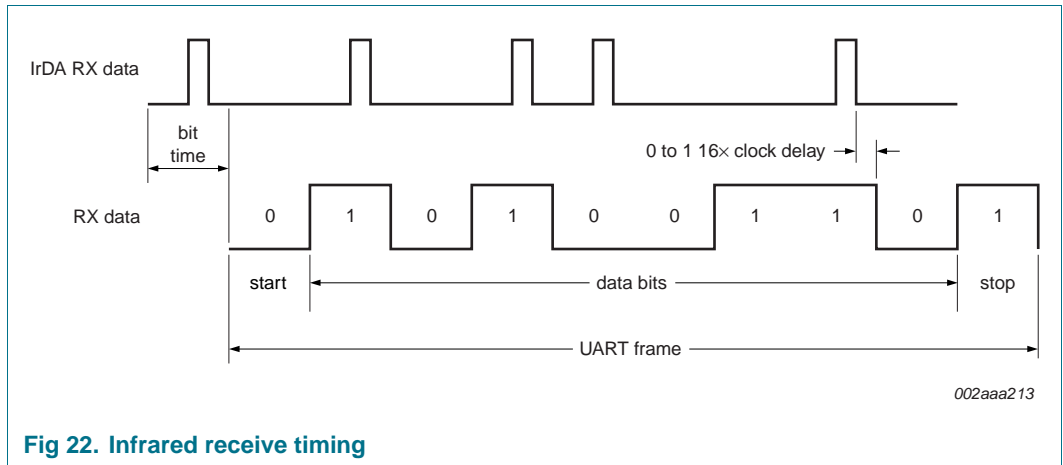 IrDA RX data
bit
time
0 to 1 16× clock delay
RX data
0 1 0 1 0 0 1 1 0 1
start
data bits
stop
UART frame
002aaa213
Fig 22. Infrared receive timing